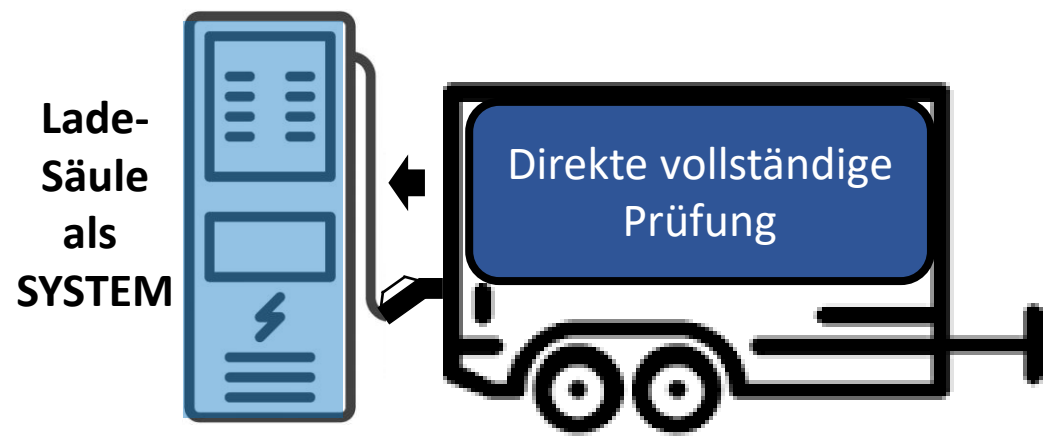 Lade-
Säule
als
SYSTEM
Direkte vollständige
Prüfung